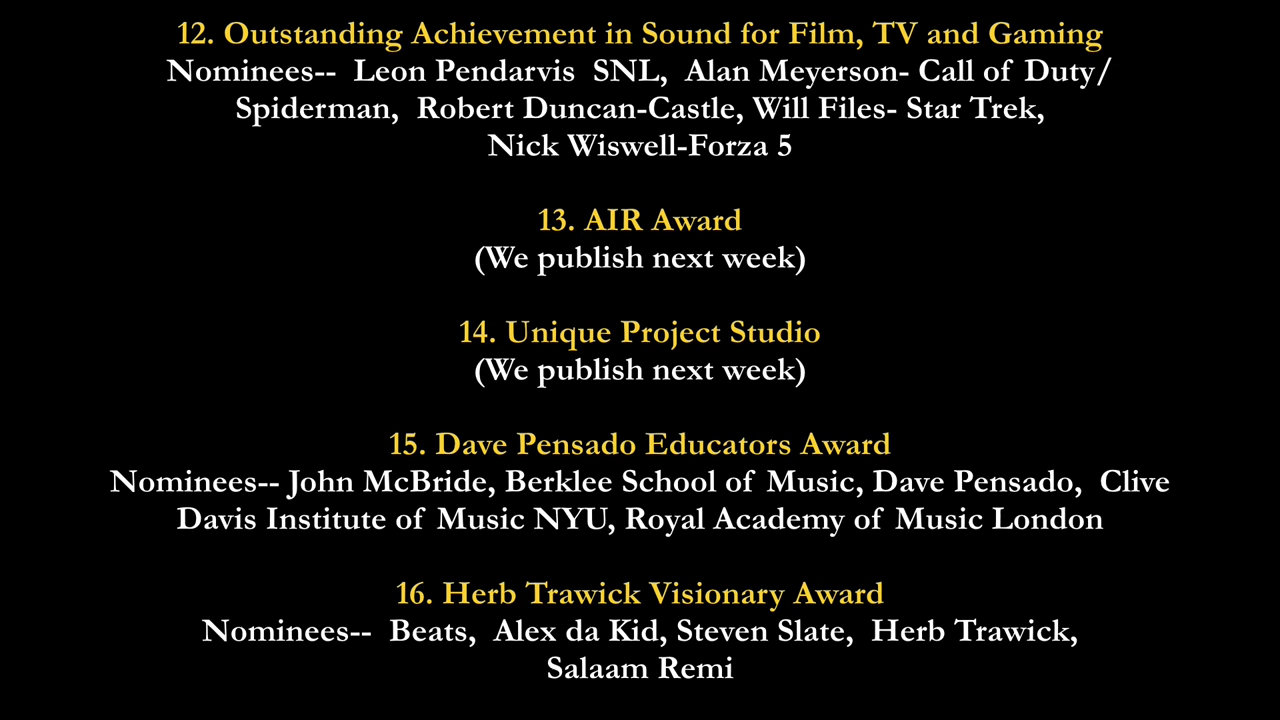 12. Outstanding Achievement in Sound for Film, TV and Gaming
Nominees-- Leon Pendarvis SNL, Alan Meyerson- Call of Duty/
Spiderman, Robert Duncan-Castle, Will Files- Star Trek,
Nick Wiswell-Forza 5
13. AIR Award
(We publish next week)
14. Unique Project Studio
(We publish next week)
15. Dave Pensado Educators Award
Nominees-- John McBride, Berklee School of Music, Dave Pensado, Clive
Davis Institute of Music NYU, Royal Academy of Music London
16. Herb Trawick Visionary Award
Nominees-- Beats, Alex da Kid, Steven Slate, Herb Trawick,
Salaam Remi